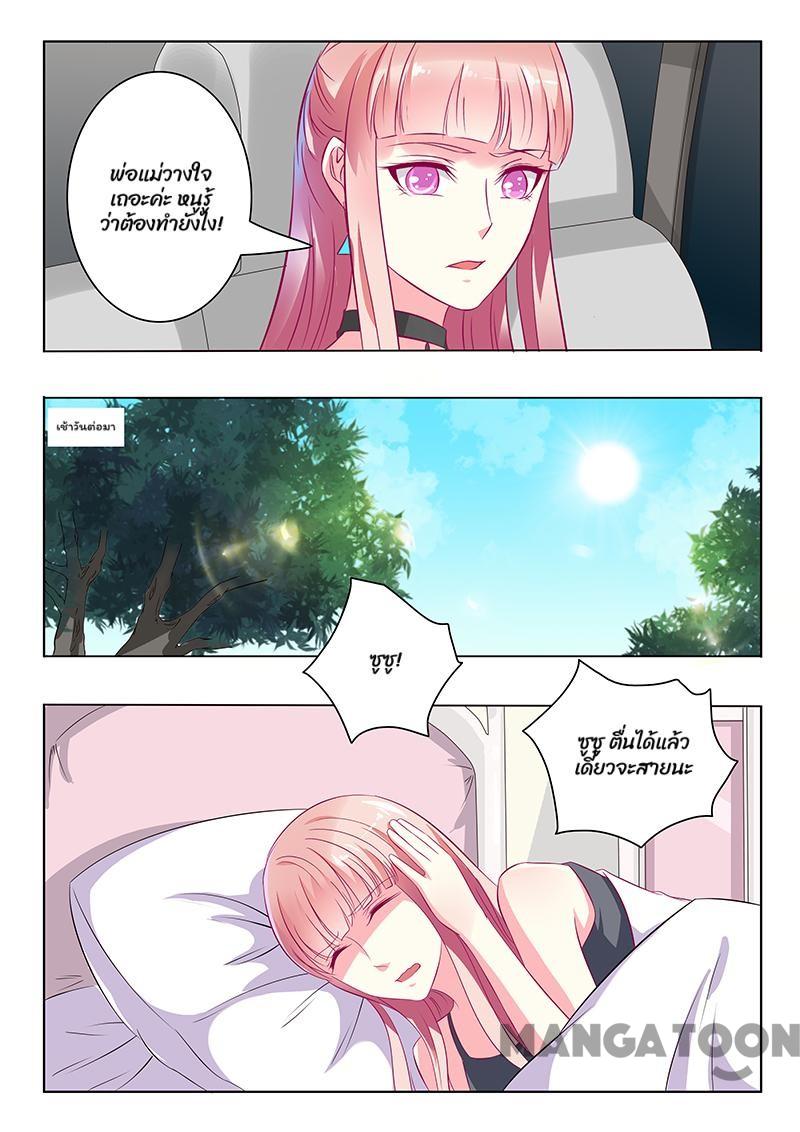 พ่อแม่วางใจ
เถอะค่ะ หนูรู้
ว่าต้องทำยังไง!
เช้าวันต่อมา
ซูซู!
ซูซู ตื่นได้แล้ว
เดี๋ยวจะสายนะ
MANGATOON